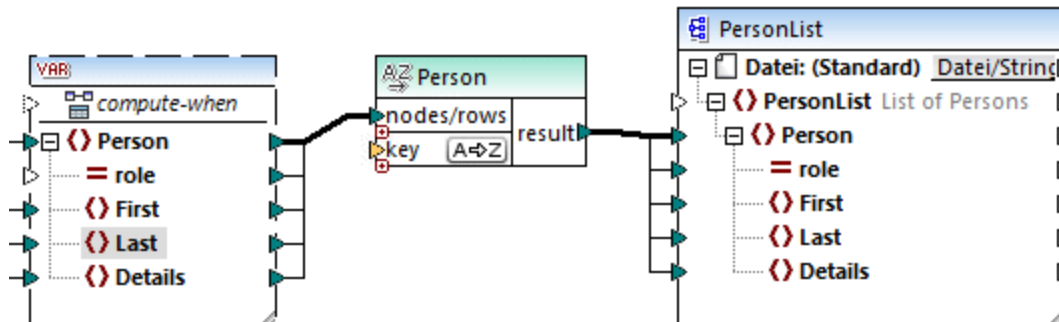 VAR
compute-when
Person
role
First
Last
Details
AZ Person
nodes/rows
result
key
A⇨Z
PersonList
Datei: (Standard) Datei/String
PersonList List of Persons
Person
role
First
Last
Details